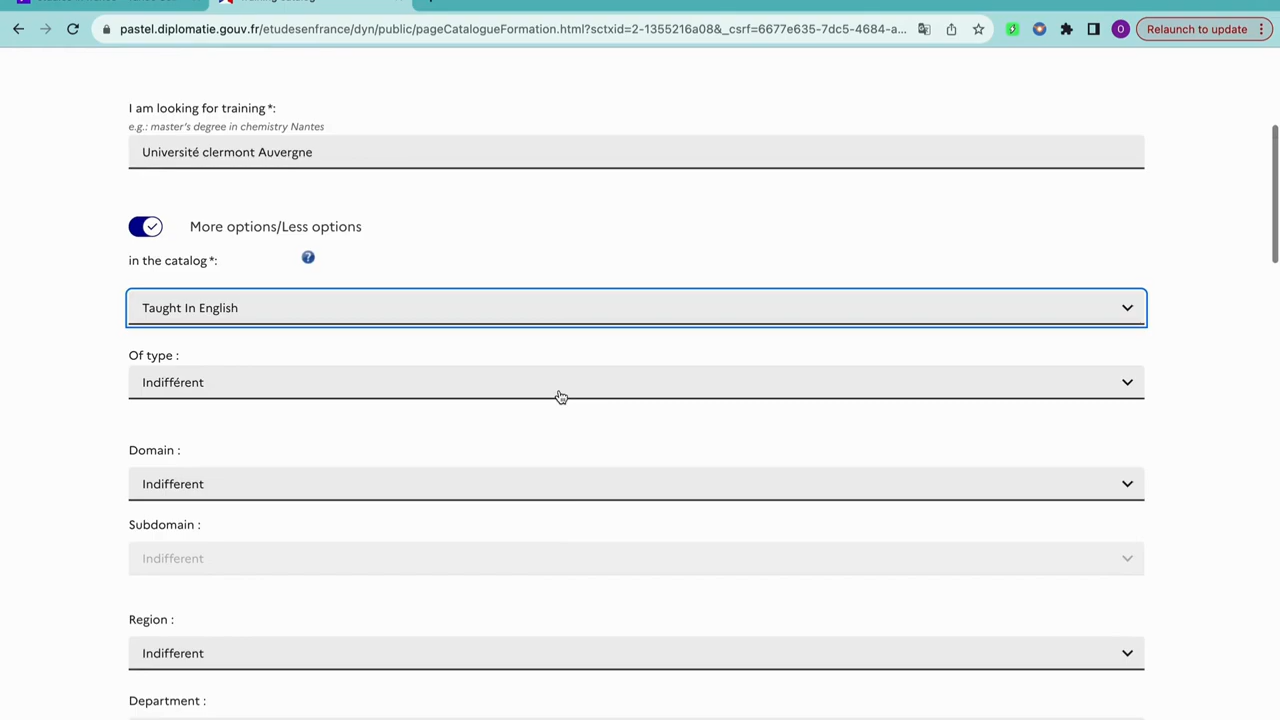 pastel.diplomatie.gouv.fr/etudesenfrance/dyn/public/pageCatalogueFormation.html?sctxid=2-1355216a08&_csrf=6677e635-7dc5-4684-a...
O
Relaunch to update
I am looking for training*:
e.g.: master's degree in chemistry Nantes
Université clermont Auvergne
More options/Less options
in the catalog*:
?
Taught In English
Of type :
Indifférent
Domain :
Indifferent
Subdomain :
Indifferent
Region :
Indifferent
Department :